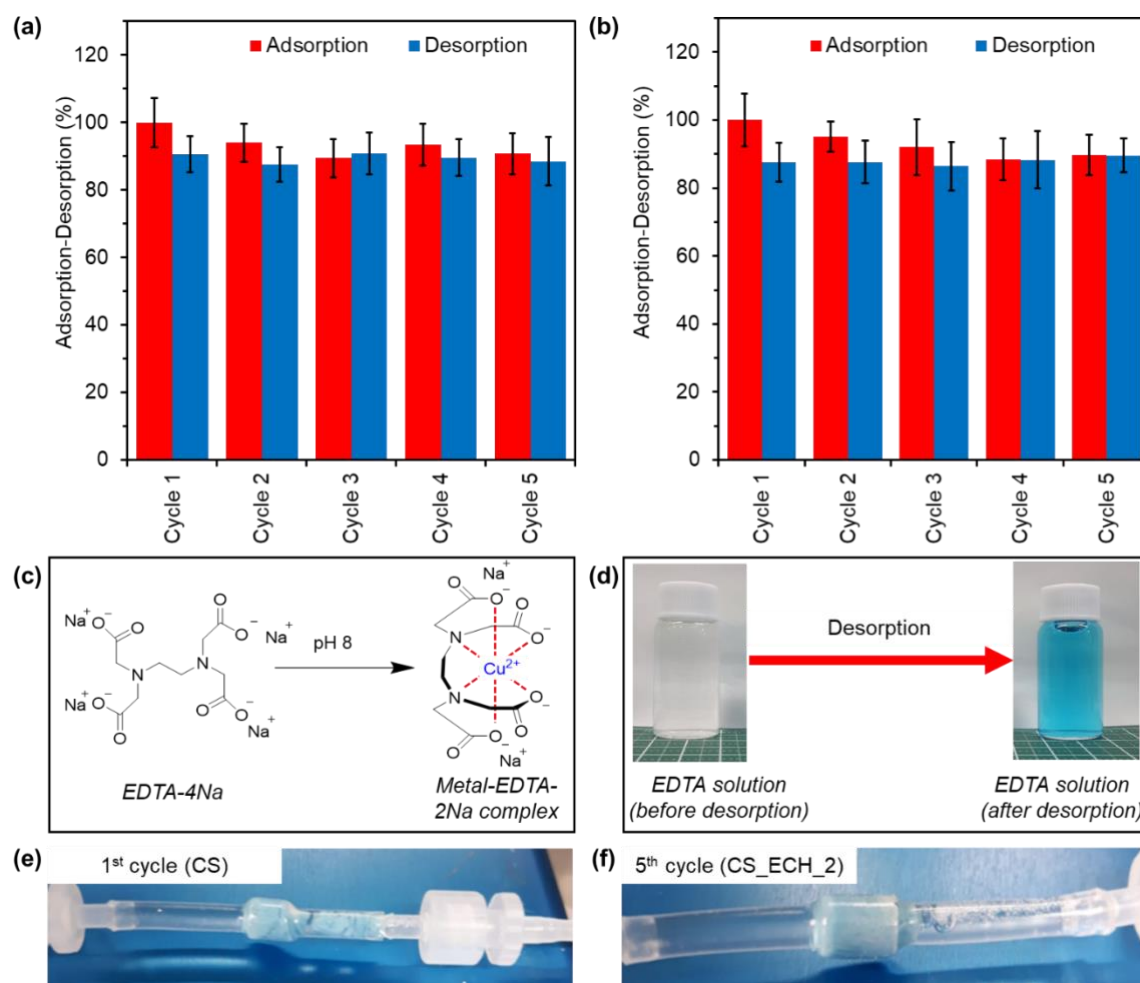 (a)
Adsorption
Desorption
Adsorption-Desorption (%)
120
100
80
60
40
20
0
Cycle 1
Cycle 2
Cycle 3
Cycle 4
Cycle 5
(b)
Adsorption
Desorption
Adsorption-Desorption (%)
120
100
80
60
40
20
0
Cycle 1
Cycle 2
Cycle 3
Cycle 4
Cycle 5
(c)
Na⁺
O⁻
O
N
O
O⁻
Na⁺
Na⁺
O⁻
O
N
O
O⁻
Na⁺
EDTA-4Na
pH 8
Na⁺
O
O⁻
O
O⁻
N
Cu²⁺
N
O⁻
O
O
O⁻
Na⁺
Metal-EDTA-
2Na complex
(d)
Desorption
EDTA solution
(before desorption)
EDTA solution
(after desorption)
(e)
1ˢᵗ cycle (CS)
(f)
5ᵗʰ cycle (CS_ECH_2)